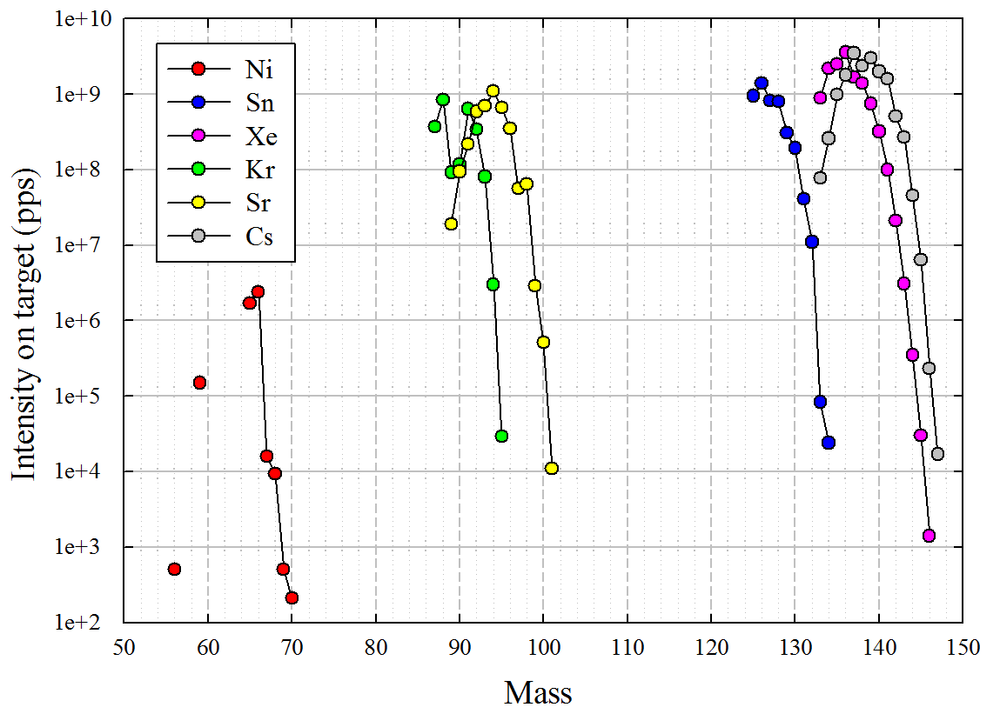 1e+10
1e+9
1e+8
1e+7
1e+6
1e+5
1e+4
1e+3
1e+2
Intensity on target (pps)
Ni
Sn
Xe
Kr
Sr
Cs
50 60 70 80 90 100 110 120 130 140 150
Mass